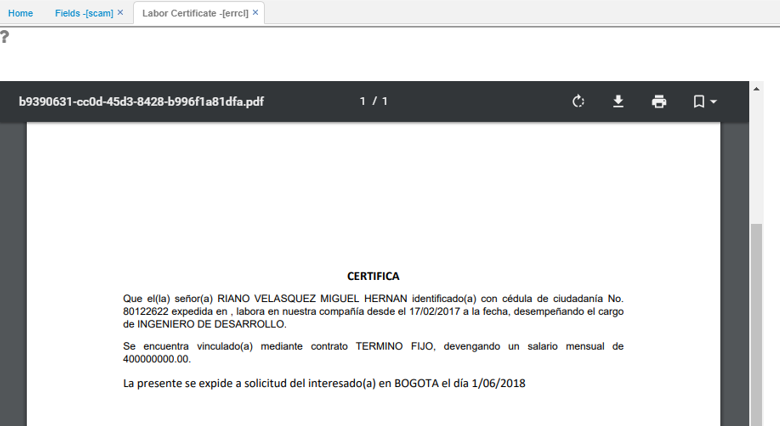 Home Fields -[scam] × Labor Certificate -[errcl] ×
?
b9390631-cc0d-45d3-8428-b996f1a81dfa.pdf 1 / 1
CERTIFICA
Que el(la) señor(a) RIANO VELASQUEZ MIGUEL HERNAN identificado(a) con cédula de ciudadanía No.
80122622 expedida en , labora en nuestra compañía desde el 17/02/2017 a la fecha, desempeñando el cargo
de INGENIERO DE DESARROLLO.
Se encuentra vinculado(a) mediante contrato TERMINO FIJO, devengando un salario mensual de
400000000.00.
La presente se expide a solicitud del interesado(a) en BOGOTA el día 1/06/2018